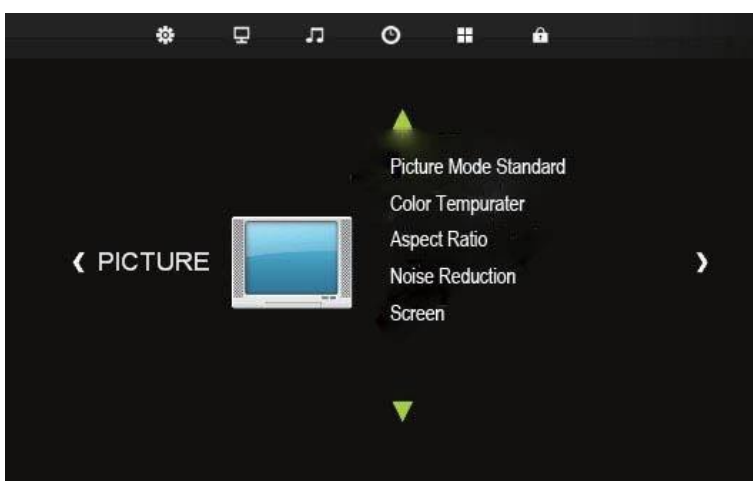 PICTURE
Picture Mode Standard
Color Tempurater
Aspect Ratio
Noise Reduction
Screen